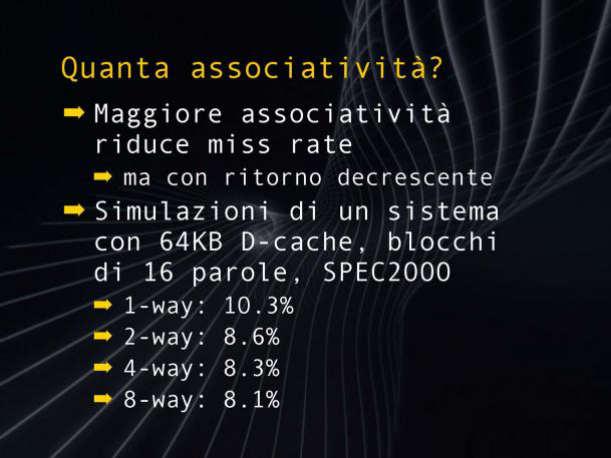 Quanta associatività?
➡ Maggiore associatività
riduce miss rate
➡ ma con ritorno decrescente
➡ Simulazioni di un sistema
con 64KB D-cache, blocchi
di 16 parole, SPEC2000
➡ 1-way: 10.3%
➡ 2-way: 8.6%
➡ 4-way: 8.3%
➡ 8-way: 8.1%